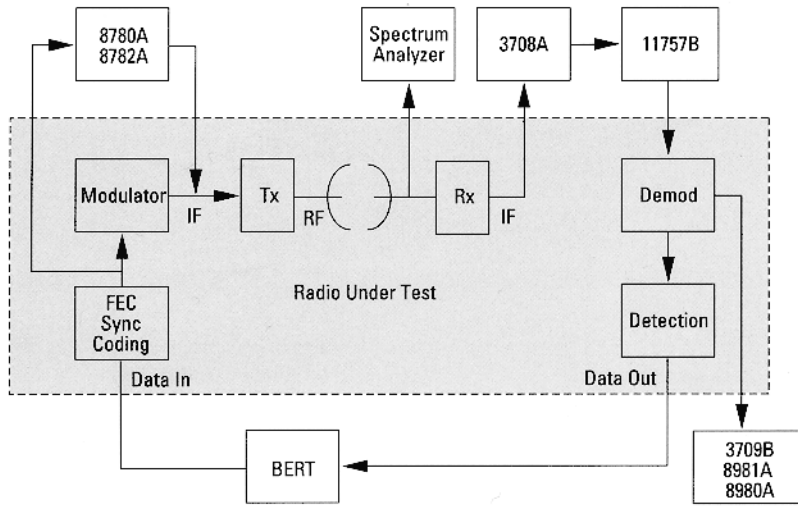 8780A
8782A
Spectrum
Analyzer
3708A
11757B
Modulator
IF
Tx
RF
Rx
IF
Demod
FEC
Sync
Coding
Radio Under Test
Detection
Data In
Data Out
BERT
3709B
8981A
8980A